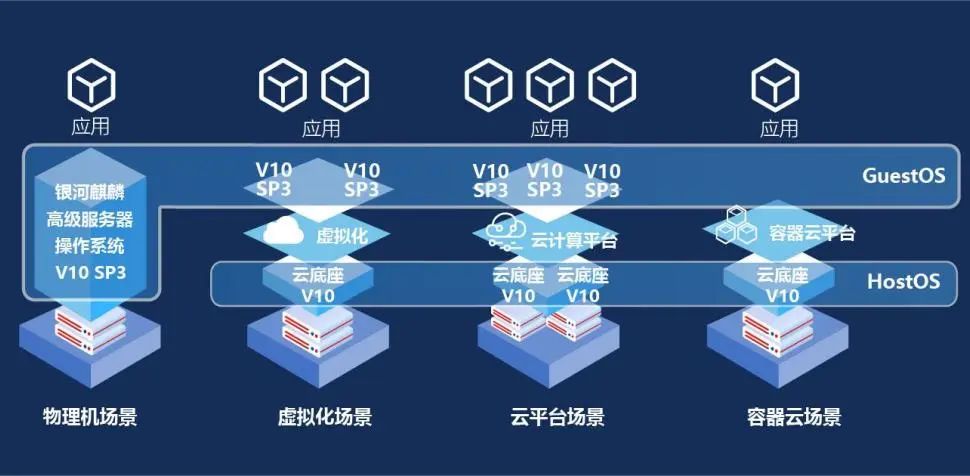 应用
应用
应用
应用
银河麒麟
高级服务器
操作系统
V10 SP3
V10
SP3
V10
SP3
V10
SP3
V10
SP3
V10
SP3
GuestOS
虚拟化
云计算平台
容器云平台
云底座
V10
云底座
V10
云底座
V10
云底座
V10
HostOS
物理机场景
虚拟化场景
云平台场景
容器云场景